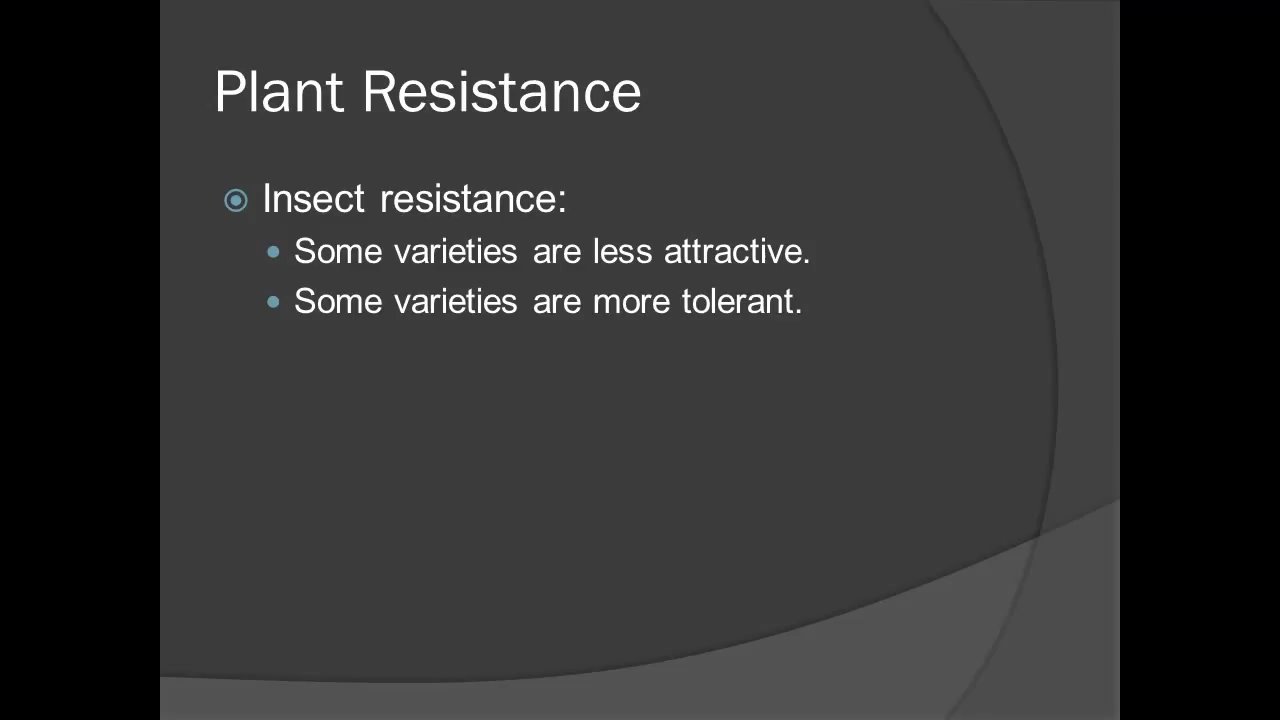 Plant Resistance
Insect resistance:
Some varieties are less attractive.
Some varieties are more tolerant.